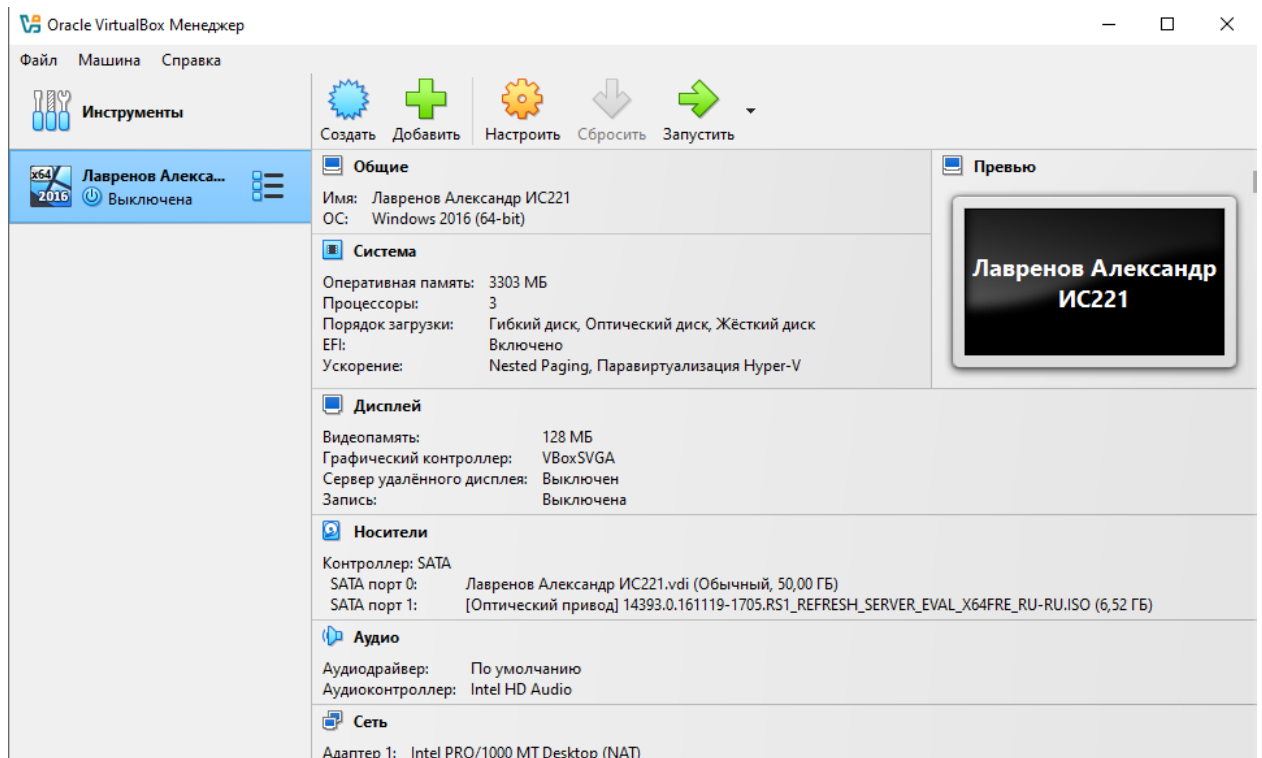 Oracle VirtualBox Менеджер
Файл Машина Справка
Инструменты
Создать Добавить Настроить Сбросить Запустить
x64
2016
Лавренов Алекса...
Выключена
Общие
Имя: Лавренов Александр ИС221
ОС: Windows 2016 (64-bit)
Превью
Лавренов Александр
ИС221
Система
Оперативная память: 3303 МБ
Процессоры: 3
Порядок загрузки: Гибкий диск, Оптический диск, Жёсткий диск
EFI: Включено
Ускорение: Nested Paging, Паравиртуализация Hyper-V
Дисплей
Видеопамять: 128 МБ
Графический контроллер: VBoxSVGA
Сервер удалённого дисплея: Выключен
Запись: Выключена
Носители
Контроллер: SATA
SATA порт 0: Лавренов Александр ИС221.vdi (Обычный, 50,00 ГБ)
SATA порт 1: [Оптический привод] 14393.0.161119-1705.RS1_REFRESH_SERVER_EVAL_X64FRE_RU-RU.ISO (6,52 ГБ)
Аудио
Аудиодрайвер: По умолчанию
Аудиоконтроллер: Intel HD Audio
Сеть
Адаптер 1: Intel PRO/1000 MT Desktop (NAT)